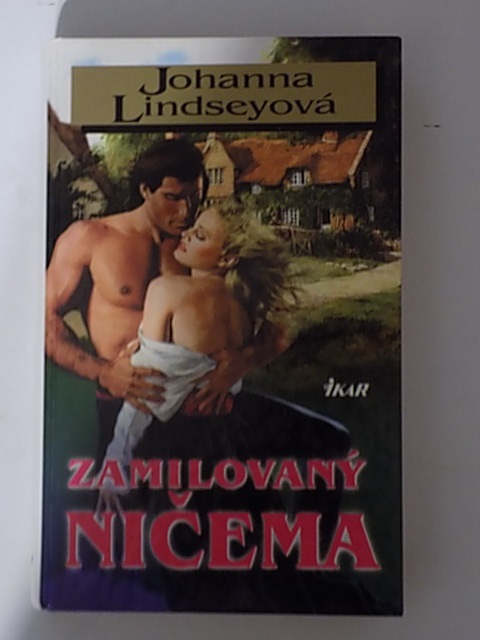 Johanna
Lindseyová
IKAR
ZAMILOVANÝ
NIČEMA